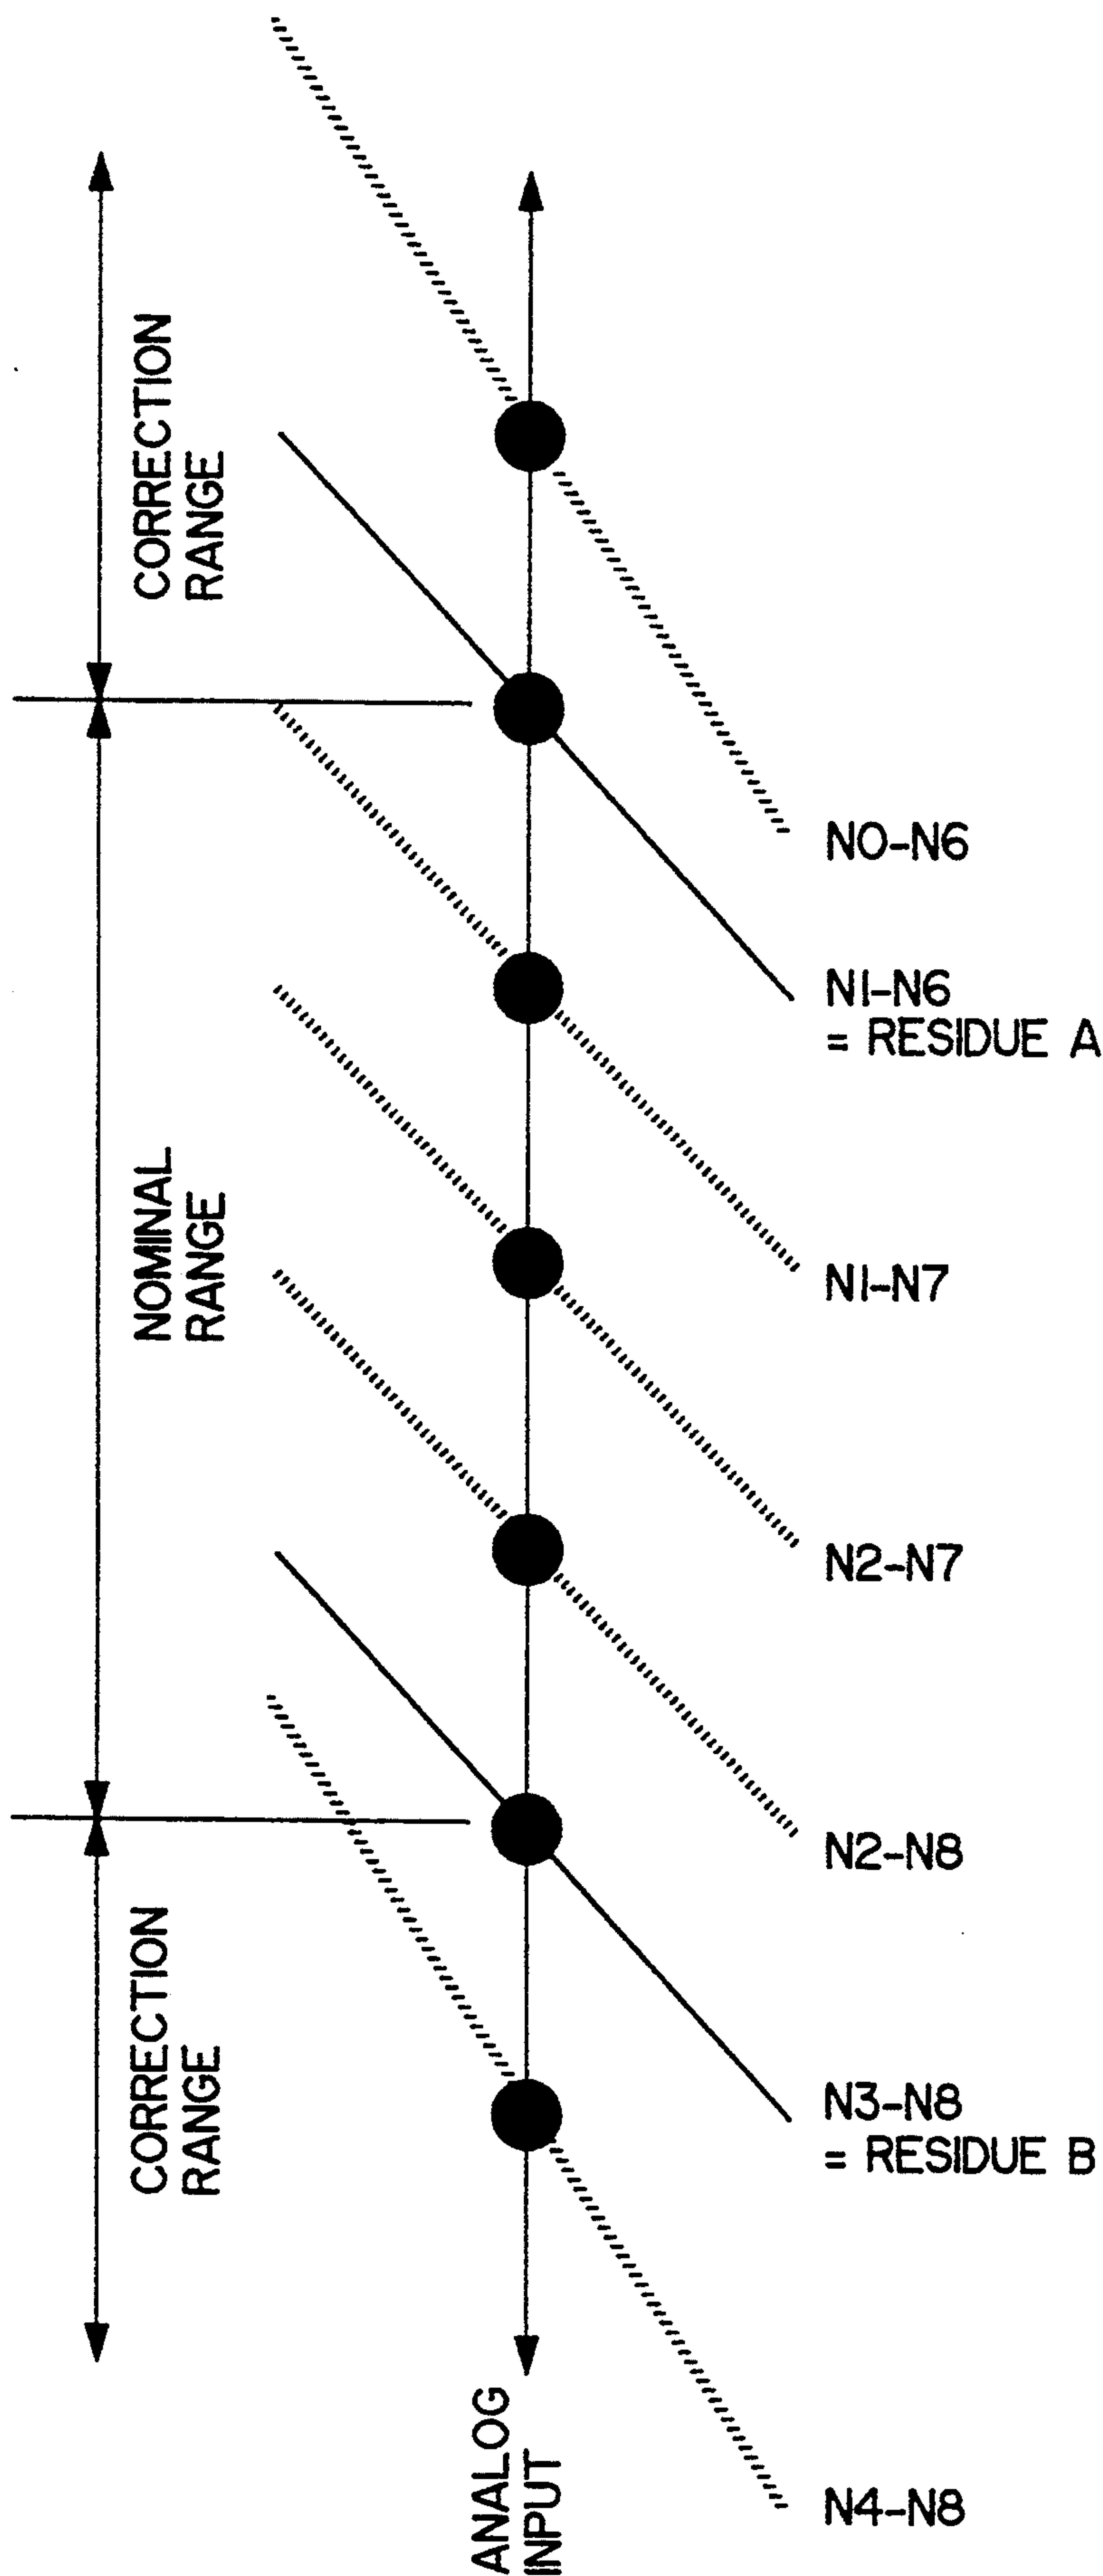 CORRECTION
RANGE
NOMINAL
RANGE
CORRECTION
RANGE
ANALOG
INPUT
N0-N6
N1-N6
= RESIDUE A
N1-N7
N2-N7
N2-N8
N3-N8
= RESIDUE B
N4-N8